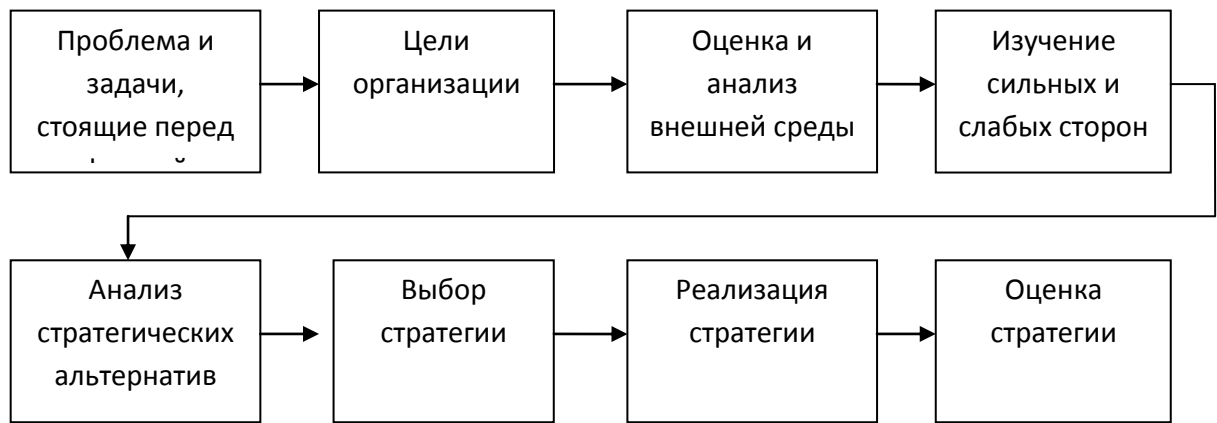 Проблема и
задачи,
стоящие перед
Цели
организации
Оценка и
анализ
внешней среды
Изучение
сильных и
слабых сторон
Анализ
стратегических
альтернатив
Выбор
стратегии
Реализация
стратегии
Оценка
стратегии